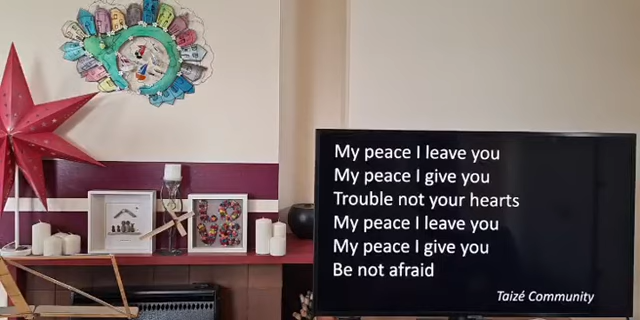 My peace I leave you
My peace I give you
Trouble not your hearts
My peace I leave you
My peace I give you
Be not afraid
Taizé Community